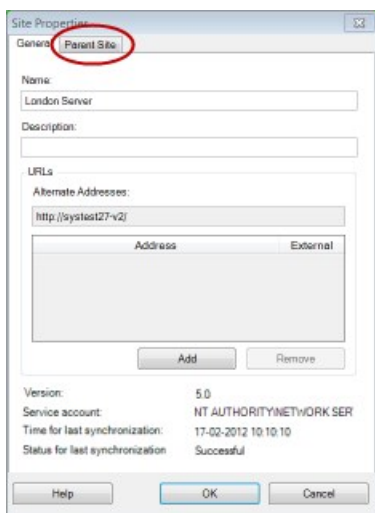 Site Properties
General Parent Site
Name:
London Server
Description:
URLs
Alternate Addresses:
http://systest27-v2/
Address External
Add Remove
Version: 5.0
Service account: NT AUTHORITY\NETWORK SER
Time for last synchronization: 17-02-2012 10:10:10
Status for last synchronization Successful
Help OK Cancel